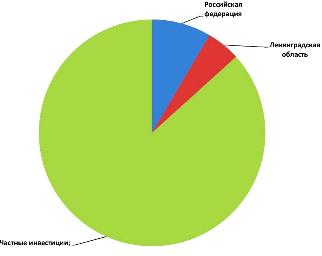 Российская
федерация
Ленинградская
область
Частные инвестиции;